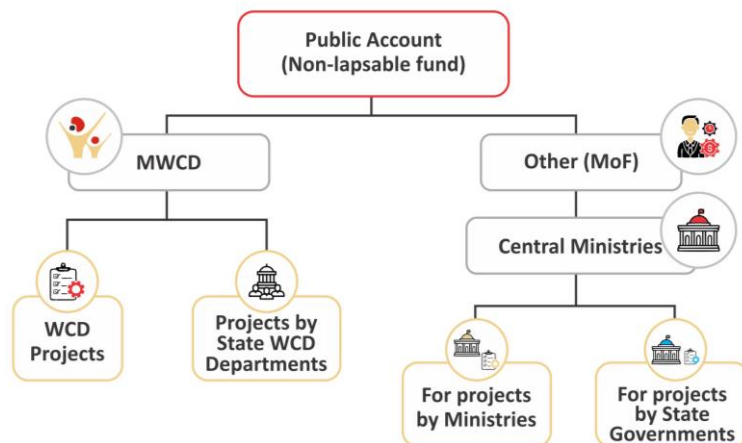 Public Account
(Non-lapsable fund)
MWCD
Other (MoF)
Central Ministries
WCD
Projects
Projects by
State WCD
Departments
For projects
by Ministries
For projects
by State
Governments